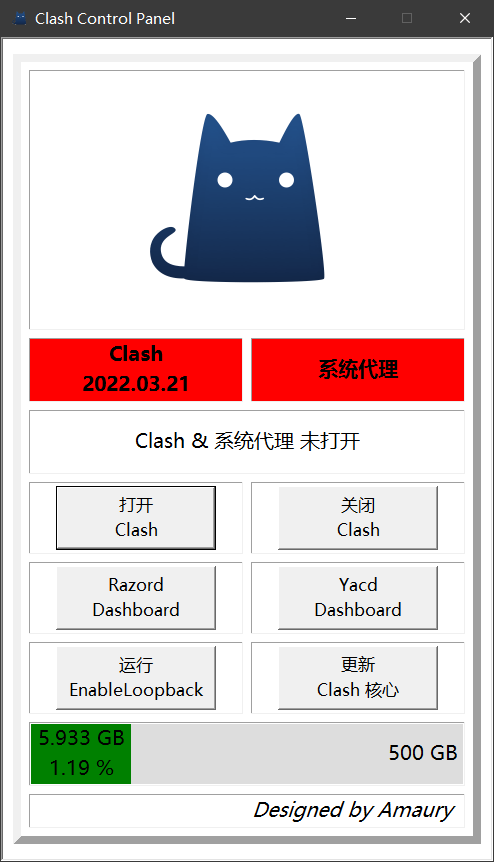 Clash Control Panel
Clash
2022.03.21
系统代理
Clash & 系统代理 未打开
打开
Clash
关闭
Clash
Razord
Dashboard
Yacd
Dashboard
运行
EnableLoopback
更新
Clash 核心
5.933 GB
1.19 %
500 GB
Designed by Amaury